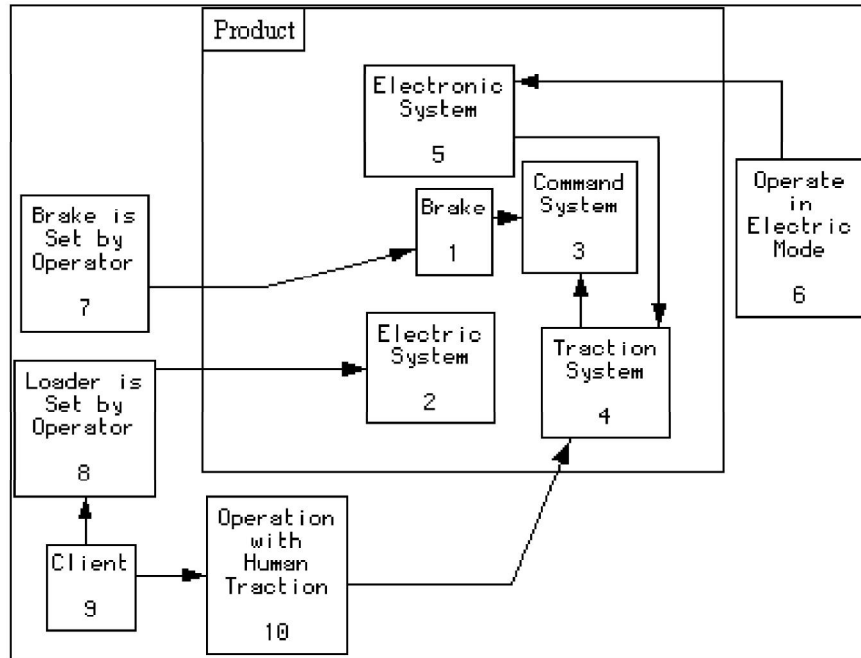 Product
Electronic
System
5
Command
System
3
Operate
in
Electric
Mode
6
Brake is
Set by
Operator
7
Brake
1
Electric
System
2
Traction
System
4
Loader is
Set by
Operator
8
Operation
with
Human
Traction
10
Client
9